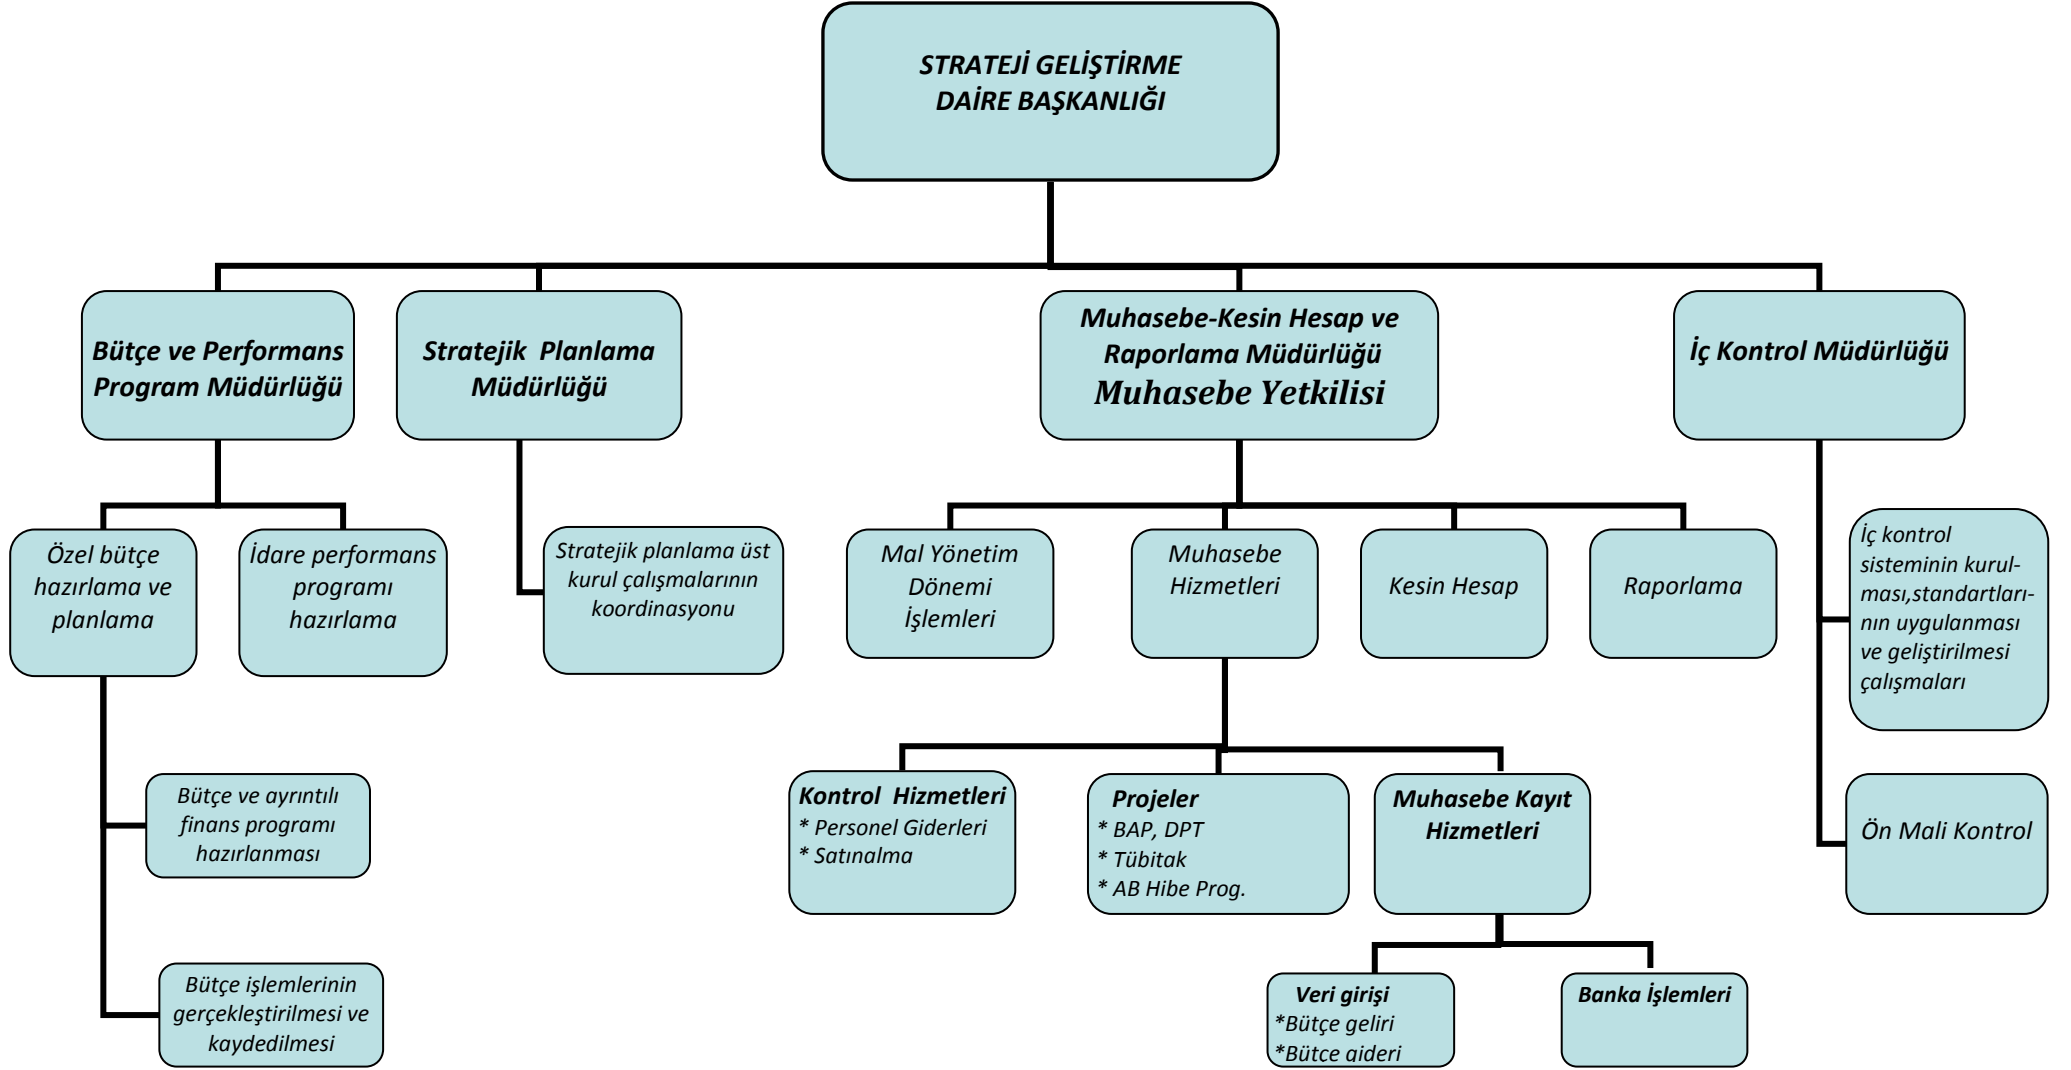 STRATEJİ GELİŞTİRME
DAİRE BAŞKANLIĞI
Bütçe ve Performans
Program Müdürlüğü
Stratejik  Planlama
Müdürlüğü
Muhasebe-Kesin Hesap ve
Raporlama Müdürlüğü
Muhasebe Yetkilisi
İç Kontrol Müdürlüğü
Özel bütçe
hazırlama ve
planlama
İdare performans
programı
hazırlama
Stratejik planlama üst
kurul çalışmalarının
koordinasyonu
Mal Yönetim
Dönemi
İşlemleri
Muhasebe
Hizmetleri
Kesin Hesap
Raporlama
İç kontrol
sisteminin kurul-
ması,standartları-
nın uygulanması
ve geliştirilmesi
çalışmaları
Bütçe ve ayrıntılı
finans programı
hazırlanması
Kontrol  Hizmetleri
* Personel Giderleri
* Satınalma
Projeler
* BAP, DPT
* Tübitak
* AB Hibe Prog.
Muhasebe Kayıt
Hizmetleri
Ön Mali Kontrol
Bütçe işlemlerinin
gerçekleştirilmesi ve
kaydedilmesi
Veri girişi
*Bütçe geliri
*Bütçe gideri
Banka İşlemleri